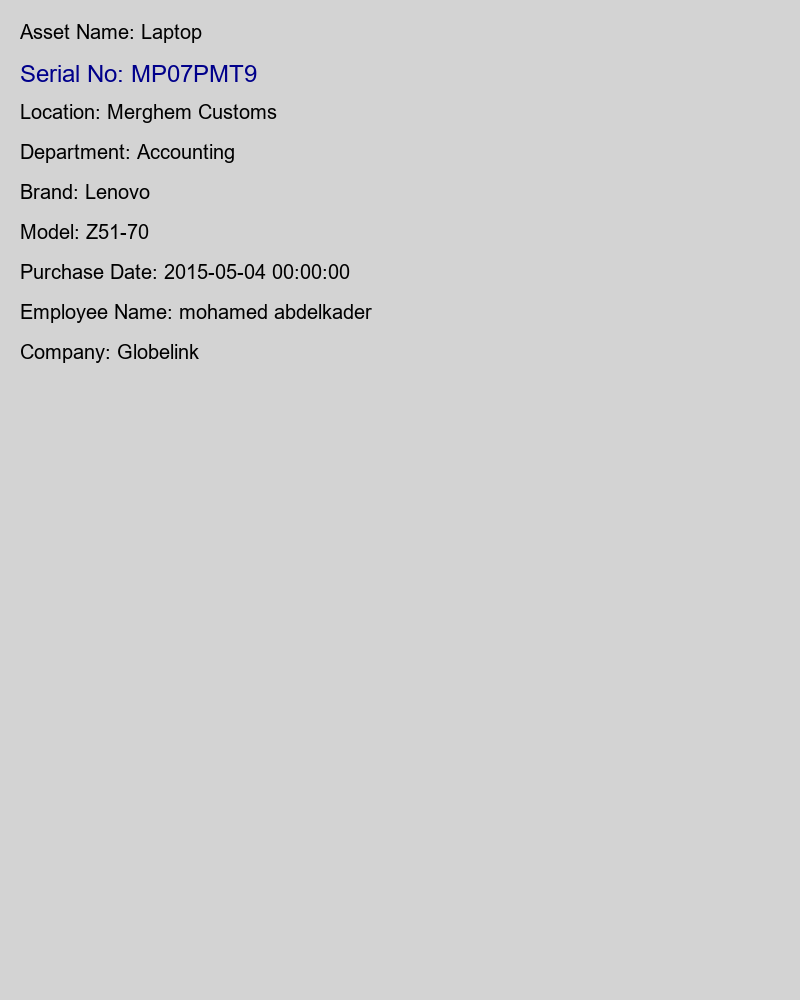 Asset Name: Laptop
Serial No: MP07PMT9
Location: Merghem Customs
Department: Accounting
Brand: Lenovo
Model: Z51-70
Purchase Date: 2015-05-04 00:00:00
Employee Name: mohamed abdelkader
Company: Globelink